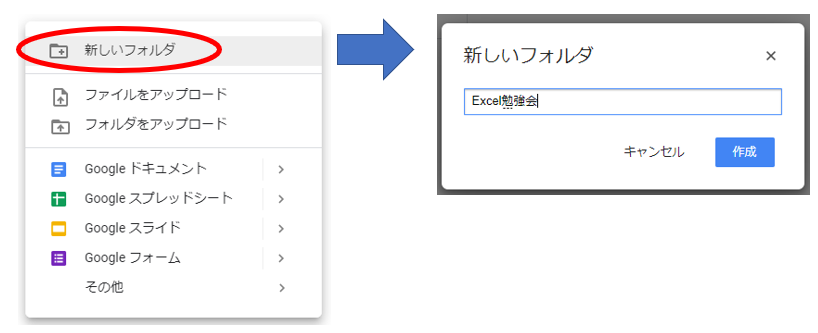 新しいフォルダ
ファイルをアップロード
フォルダをアップロード
Google ドキュメント
Google スプレッドシート
Google スライド
Google フォーム
その他
新しいフォルダ
Excel勉強会
キャンセル
作成